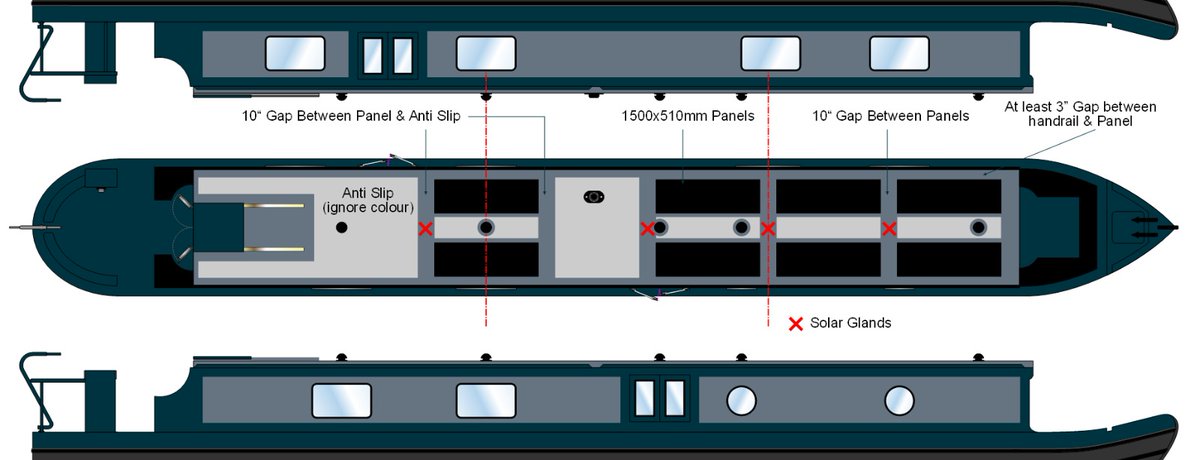 10“ Gap Between Panel & Anti Slip
1500x510mm Panels
10“ Gap Between Panels
At least 3” Gap between
handrail & Panel
Anti Slip
(ignore colour)
Solar Glands